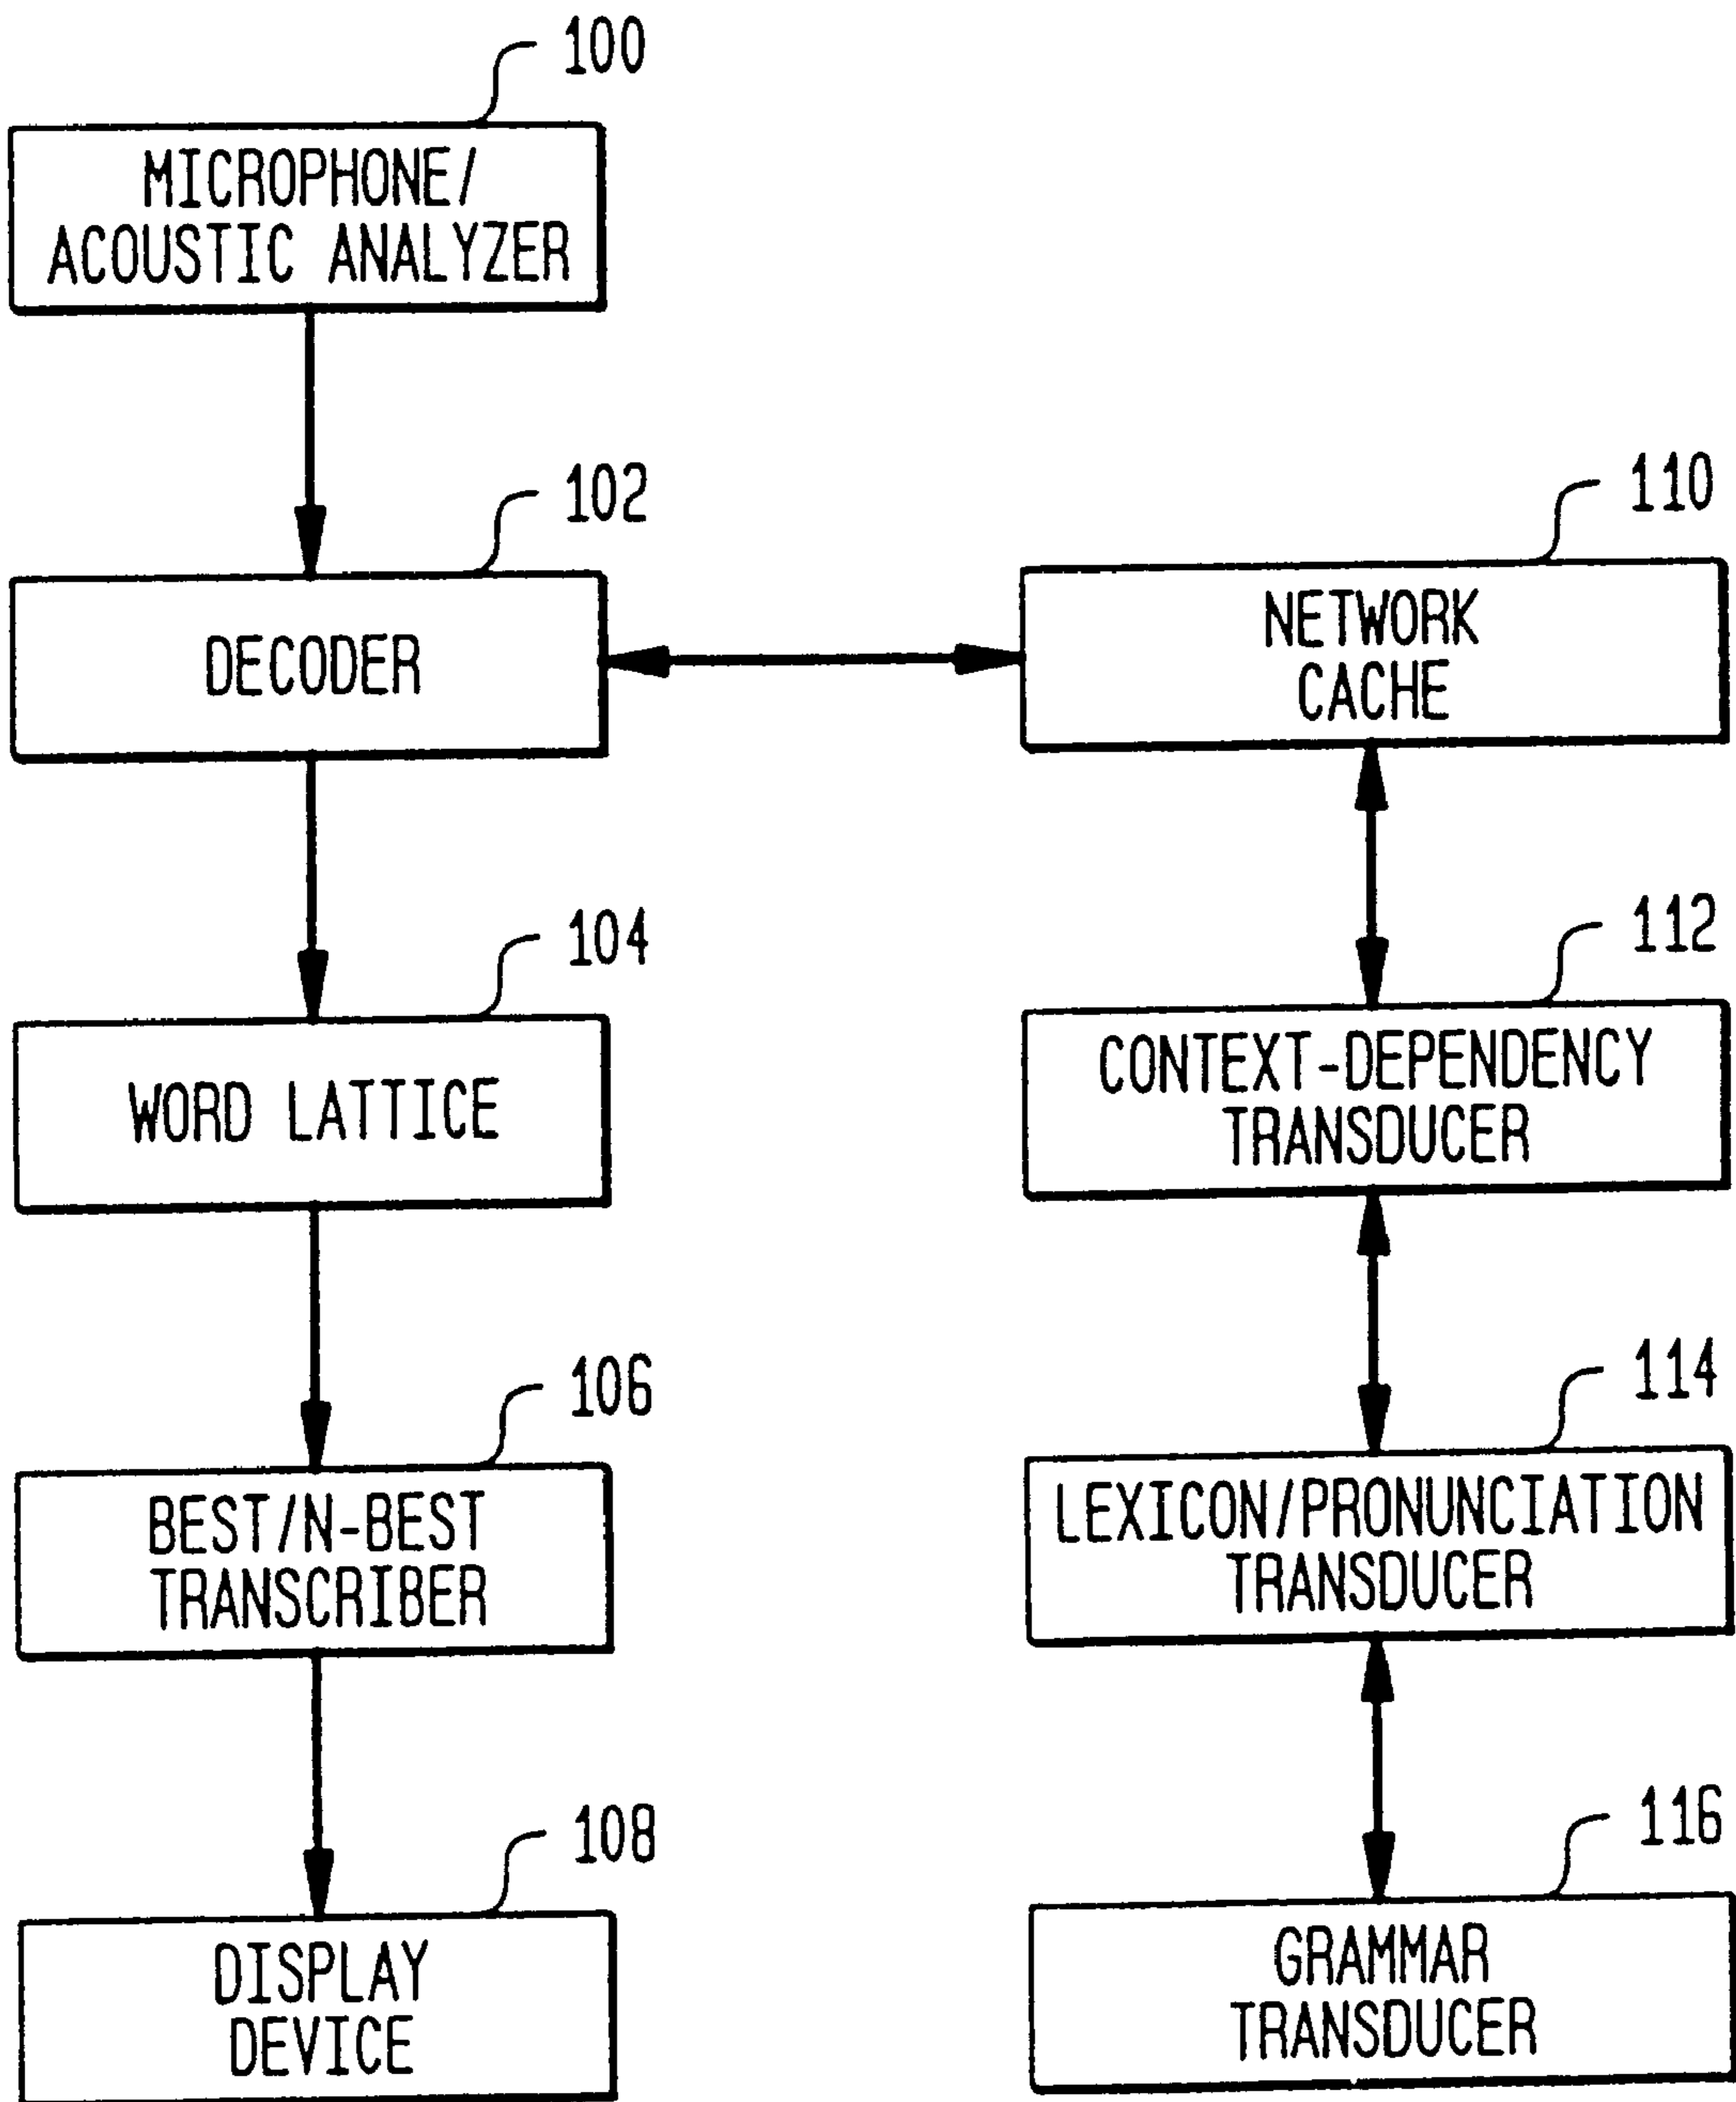 100
MICROPHONE/
ACOUSTIC ANALYZER
102
DECODER
104
WORD LATTICE
106
BEST/N-BEST
TRANSCRIBER
108
DISPLAY
DEVICE
110
NETWORK
CACHE
112
CONTEXT-DEPENDENCY
TRANSDUCER
114
LEXICON/PRONUNCIATION
TRANSDUCER
116
GRAMMAR
TRANSDUCER